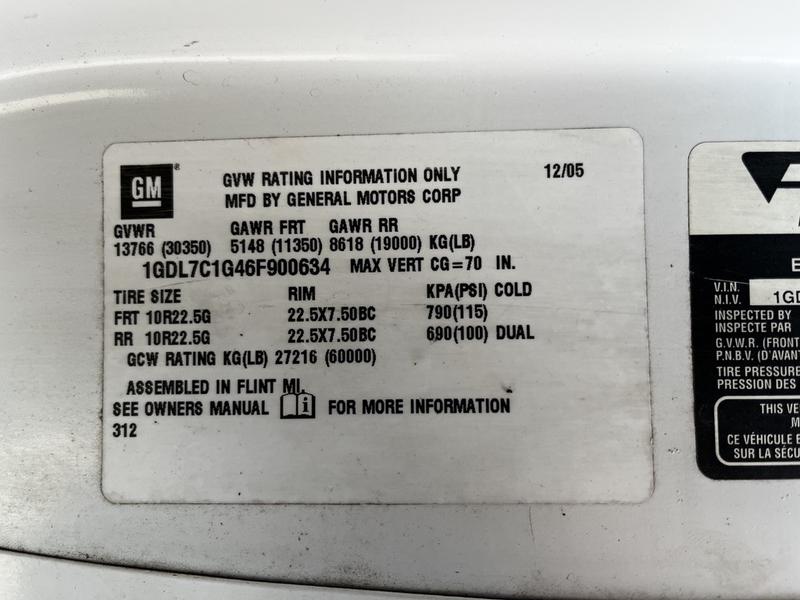 GM®
GVW RATING INFORMATION ONLY 12/05
MFD BY GENERAL MOTORS CORP
GVWR GAWR FRT GAWR RR
13766 (30350) 5148 (11350) 8618 (19000) KG(LB)
1GDL7C1G46F900634 MAX VERT CG=70 IN.
TIRE SIZE RIM KPA(PSI) COLD
FRT 10R22.5G 22.5X7.50BC 790(115)
RR 10R22.5G 22.5X7.50BC 690(100) DUAL
GCW RATING KG(LB) 27216 (60000)
ASSEMBLED IN FLINT MI.
SEE OWNERS MANUAL i FOR MORE INFORMATION
312
V.I.N.
N.I.V. 1GD
INSPECTED BY
INSPECTE PAR
G.V.W.R. (FRONT
P.N.B.V. (D'AVANT
TIRE PRESSURE
PRESSION DES
THIS VE
M
CE VÉHICULE E
SUR LA SÉCU